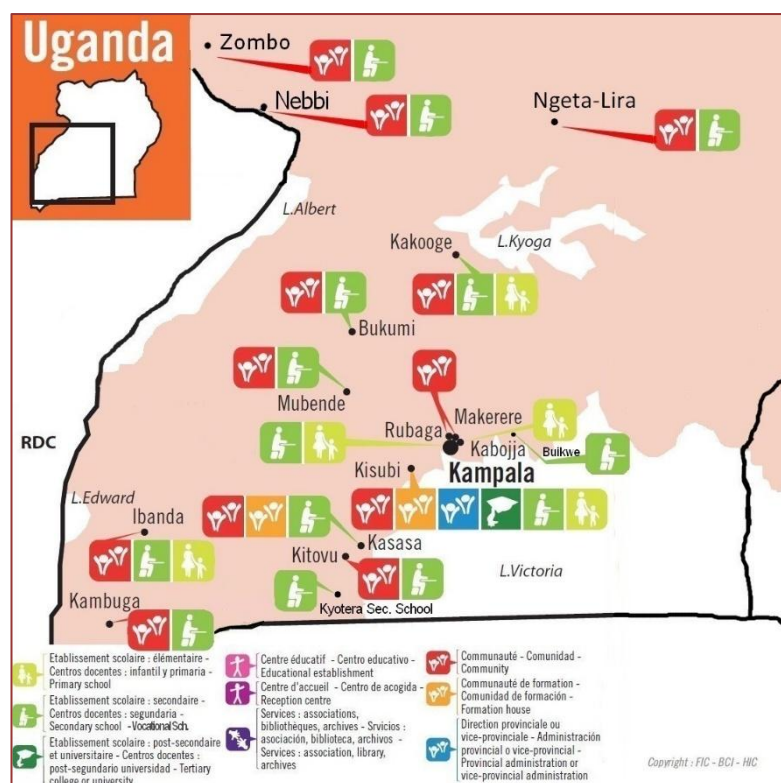 Uganda
Zombo
Nebbi
Ngeta-Lira
L.Albert
L.Kyoga
Kakooge
Bukumi
Mubende
RDC
Rubaga
Makerere
Kabojja
Buikwe
Kampala
Kisubi
L.Edward
Ibanda
Kasasa
Kitovu
L.Victoria
Kambuga
Kyotera Sec. School
Etablissement scolaire : élémentaire -
Centros docentes : infantil y primaria -
Primary school
Etablissement scolaire : secondaire -
Centros docentes : segundaria -
Secondary school - Vocational Sch.
Etablissement scolaire : post-secondaire
et universitaire - Centros docentes :
post-segundario universidad - Tertiary
college or university
Centre éducatif - Centro educativo -
Educational establishment
Centre d'accueil - Centro de acogida -
Reception centre
Services : associations,
bibliothèques, archives - Srvicios :
asociación, biblioteca, archivos -
Services : association, library,
archives
Communauté - Comunidad -
Community
Communauté de formation -
Comunidad de formación -
Formation house
Direction provinciale ou
vice-provinciale - Administración
provincial o vice-provincial -
Provincial administration or
vice-provincial administration
Copyright : FIC - BCI - HIC